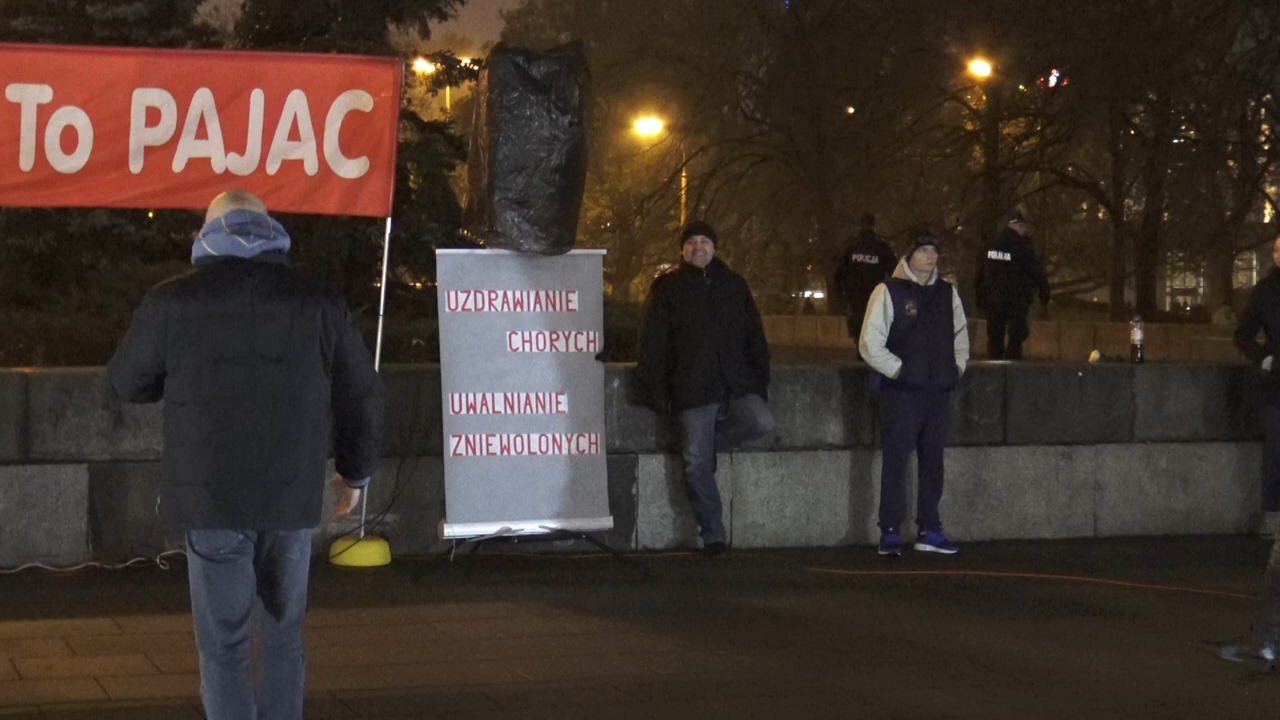 To PAJAC
UZDRAWIANIE
CHORYCH
UWALNIANIE
ZNIEWOLONYCH
POLICJA
POLICJA